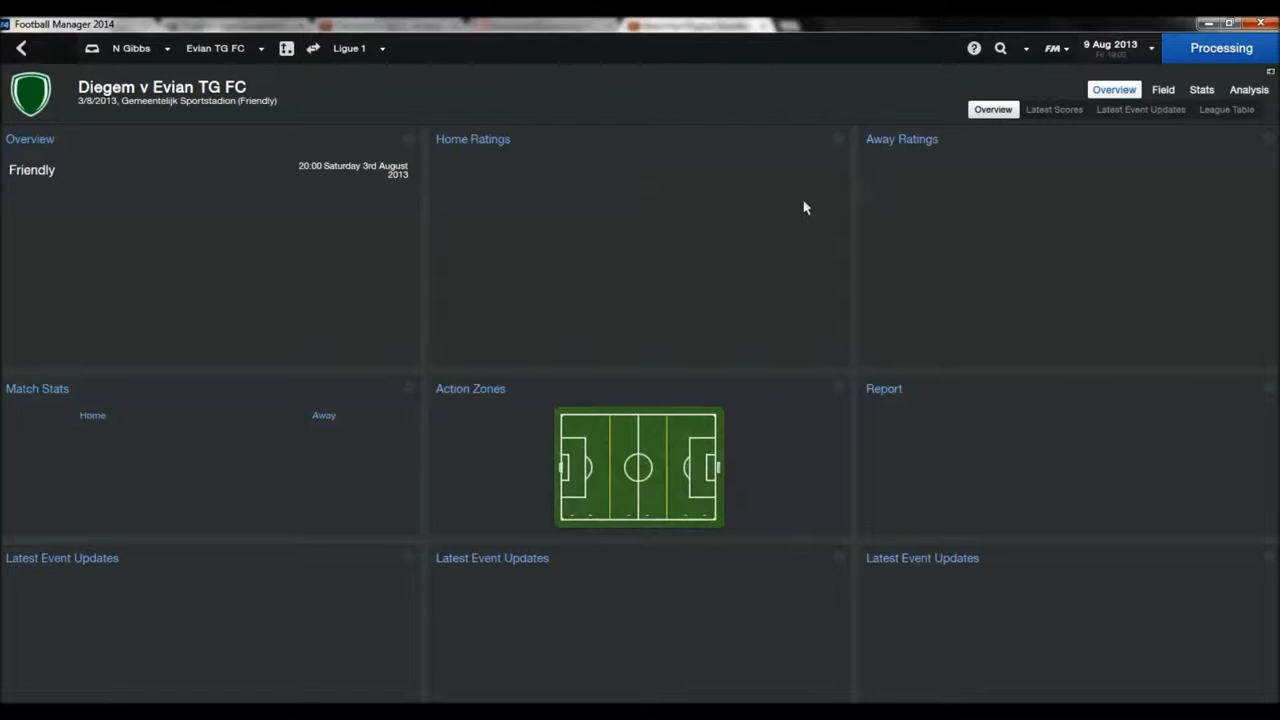 Football Manager 2014
N Gibbs
Evian TG FC
Ligue 1
FM
9 Aug 2013
Processing
Diegem v Evian TG FC
3/8/2013, Gemeentelijk Sportstadion (Friendly)
Overview Field Stats Analysis
Overview Latest Scores Latest Event Updates League Table
Overview
Home Ratings
Away Ratings
Friendly
20:00 Saturday 3rd August
2013
Match Stats
Action Zones
Report
Home
Away
Latest Event Updates
Latest Event Updates
Latest Event Updates